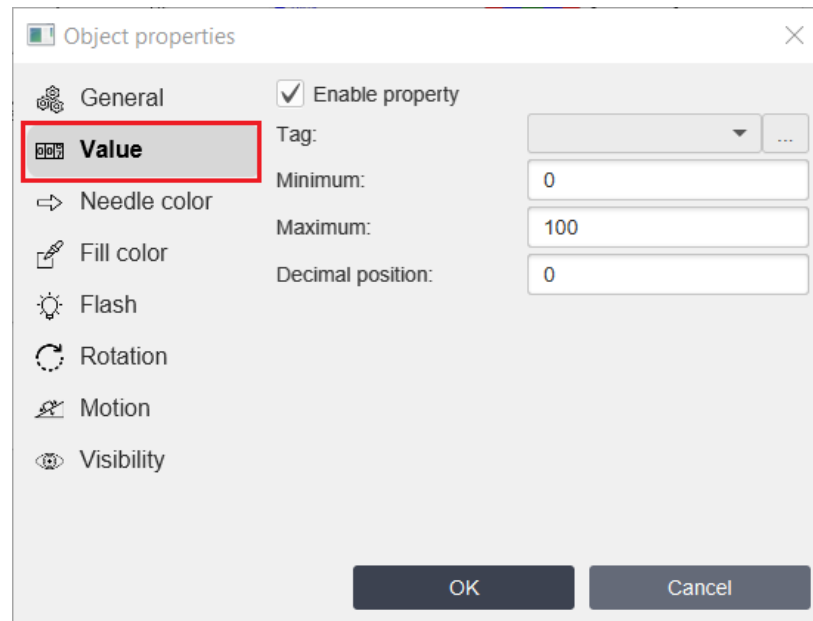 Object properties
General
Value
Needle color
Fill color
Flash
Rotation
Motion
Visibility
Enable property
Tag:
...
Minimum: 0
Maximum: 100
Decimal position: 0
OK Cancel